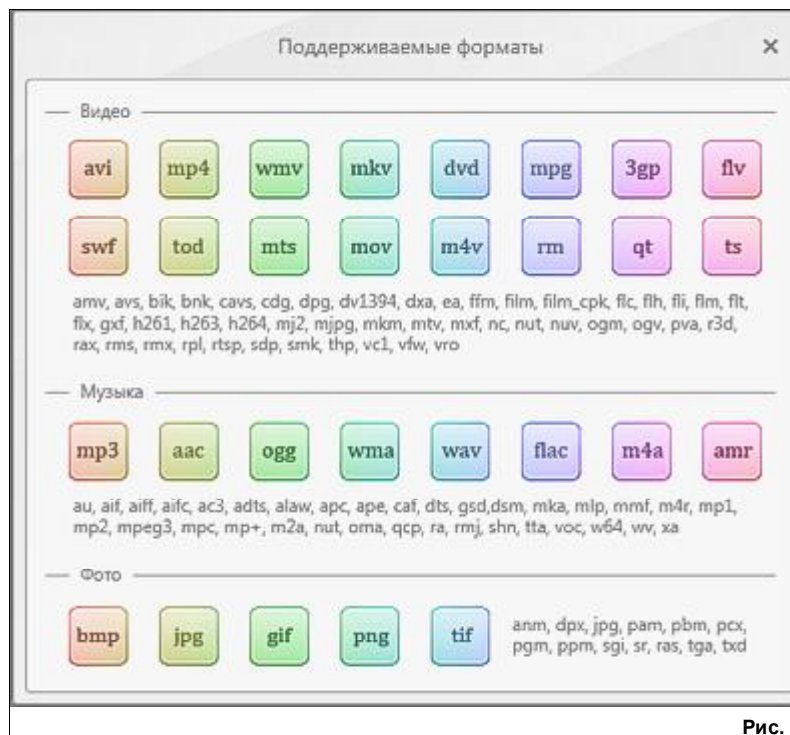 Поддерживаемые форматы ×
Видео
avi mp4 wmv mkv dvd mpg 3gp flv
swf tod mts mov m4v rm qt ts
amv, avs, bik, bnk, cavs, cdg, dpg, dv1394, dxa, ea, ffm, film, film_cpk, flc, flh, fli, flm, flt,
flx, gxf, h261, h263, h264, mj2, mjpg, mkm, mtv, mxf, nc, nut, nuv, ogm, ogv, pva, r3d,
rax, rms, rmx, rpl, rtsp, sdp, smk, thp, vc1, vfw, vro
Музыка
mp3 aac ogg wma wav flac m4a amr
au, aif, aiff, aifc, ac3, adts, alaw, apc, ape, caf, dts, gsd,dsm, mka, mlp, mmf, m4r, mp1,
mp2, mpeg3, mpc, mp+, m2a, nut, oma, qcp, ra, rmj, shn, tta, voc, w64, wv, xa
Фото
bmp jpg gif png tif
anm, dpx, jpg, pam, pbm, pcx,
pgm, ppm, sgi, sr, ras, tga, txd
Рис.